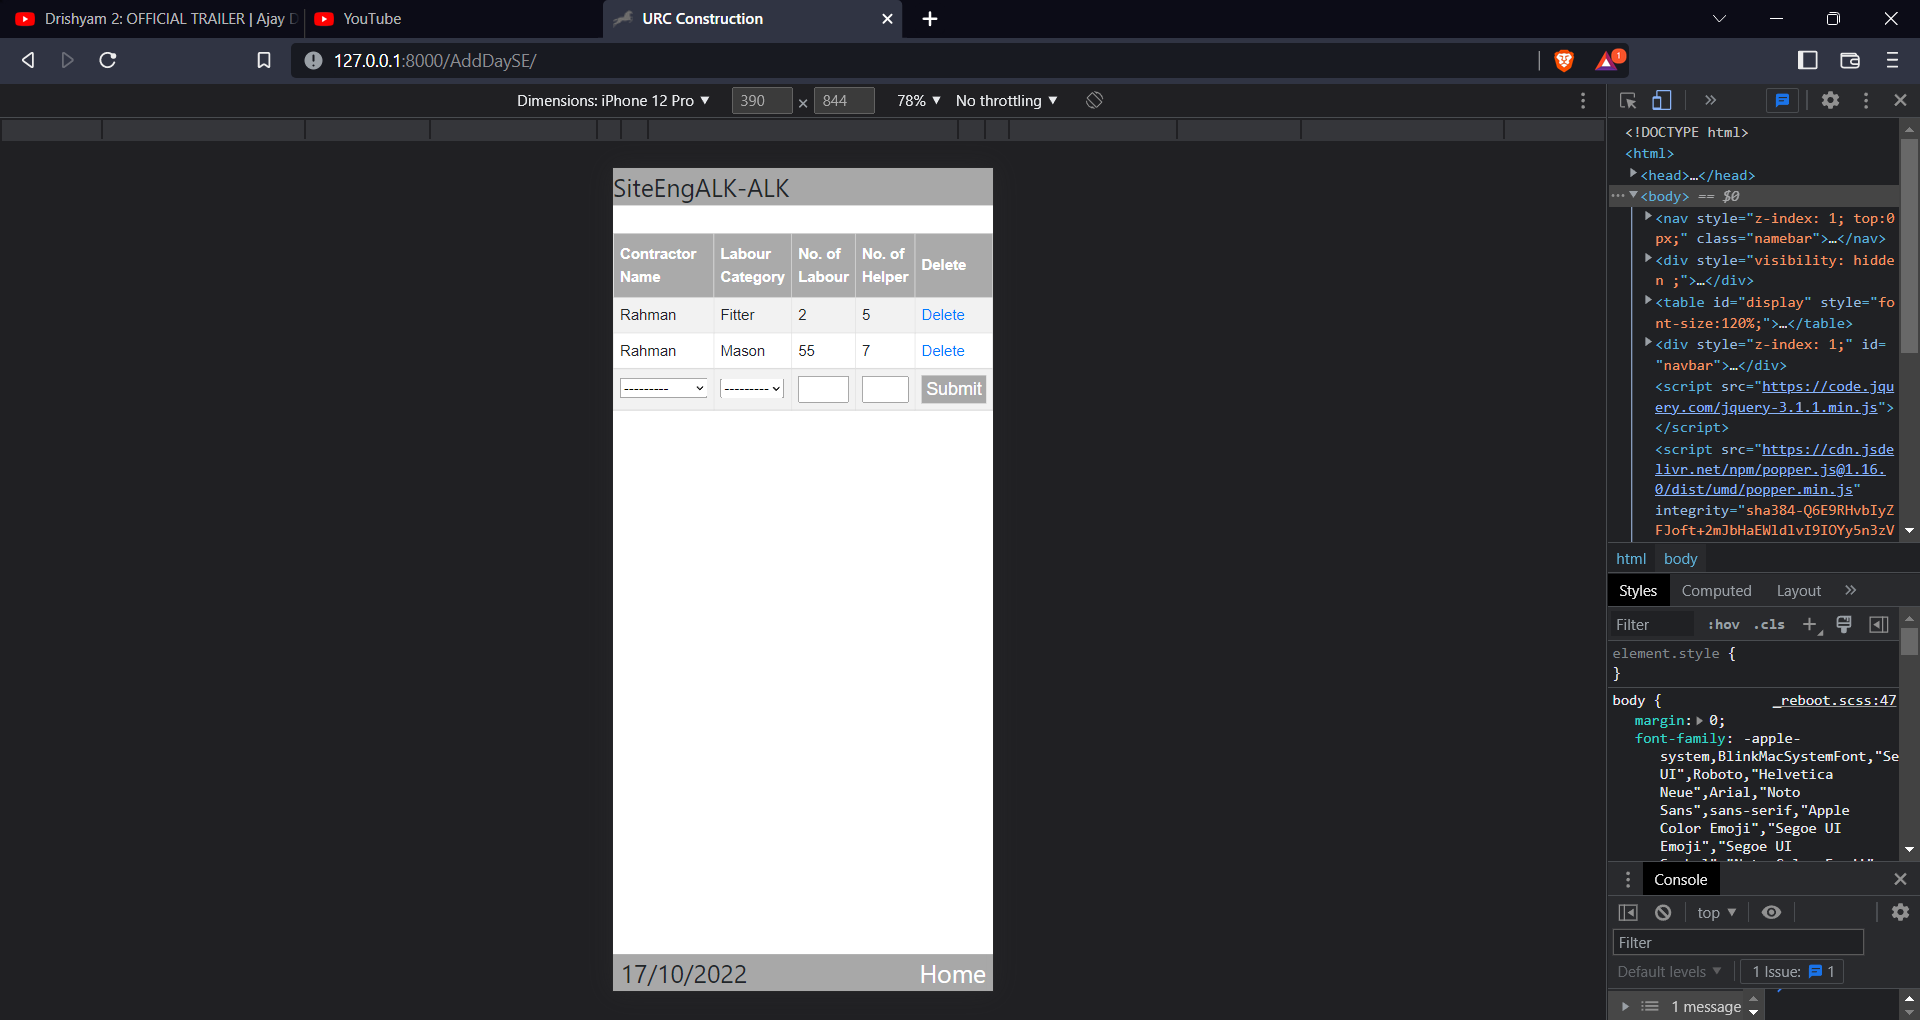 Drishyam 2: OFFICIAL TRAILER | Ajay D
YouTube
URC Construction
127.0.0.1:8000/AddDaySE/
1
Dimensions: iPhone 12 Pro ▼
390 × 844
78% ▼
No throttling ▼
SiteEngALK-ALK
Contractor Name Labour Category No. of Labour No. of Helper Delete
Rahman Fitter 2 5 Delete
Rahman Mason 55 7 Delete
--------- --------- Submit
17/10/2022 Home
<!DOCTYPE html>
<html>
<head>…</head>
<body> == $0
<nav style="z-index: 1; top:0
px;" class="namebar">…</nav>
<div style="visibility: hidde
n ;">…</div>
<table id="display" style="fo
nt-size:120%;">…</table>
<div style="z-index: 1;" id=
"navbar">…</div>
<script src="https://code.jqu
ery.com/jquery-3.1.1.min.js">
</script>
<script src="https://cdn.jsde
livr.net/npm/popper.js@1.16.
0/dist/umd/popper.min.js"
integrity="sha384-Q6E9RHvbIyZ
FJoft+2mJbHaEWldlvI9IOYy5n3zV
html body
Styles Computed Layout
Filter :hov .cls
element.style {
}
body { _reboot.scss:47
margin: 0;
font-family: -apple-
system,BlinkMacSystemFont,"Se
UI",Roboto,"Helvetica
Neue",Arial,"Noto
Sans",sans-serif,"Apple
Color Emoji","Segoe UI
Emoji","Segoe UI
Console
top ▼
Filter
Default levels ▼ 1 Issue: 1
1 message